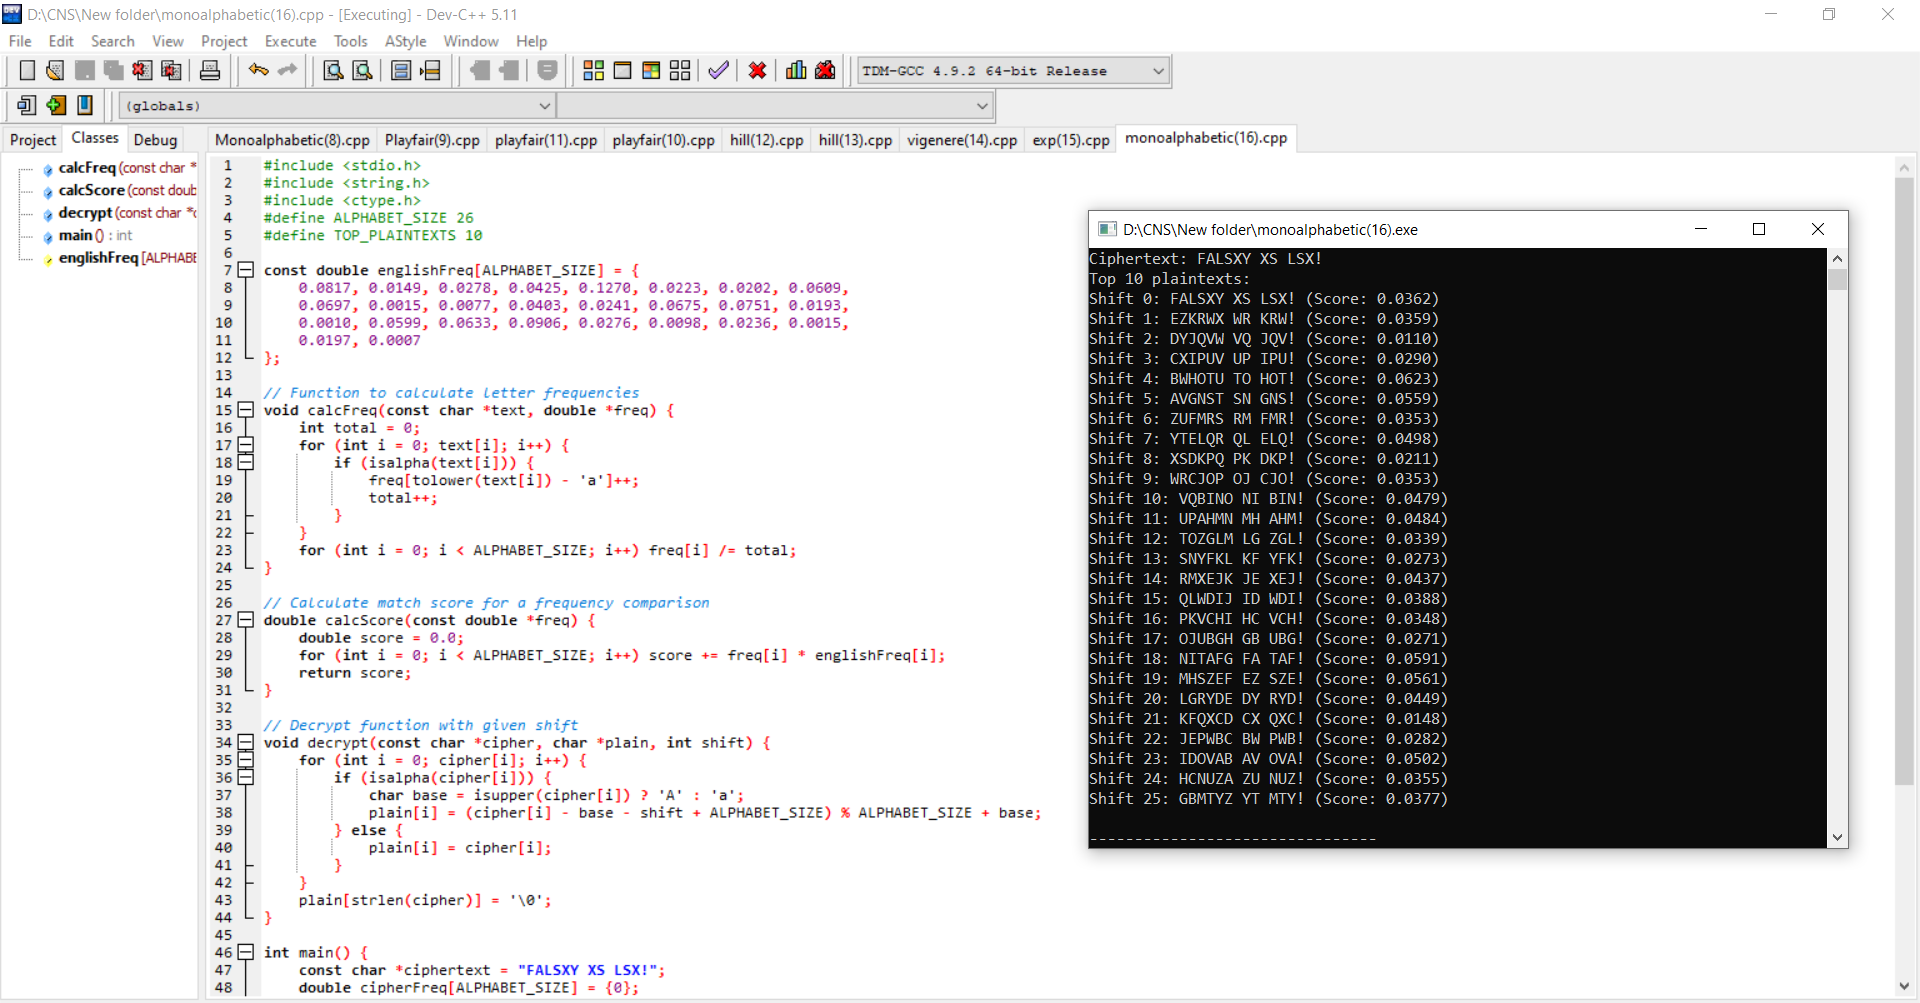 D:\CNS\New folder\monoalphabetic(16).cpp - [Executing] - Dev-C++ 5.11
File Edit Search View Project Execute Tools AStyle Window Help
TDM-GCC 4.9.2 64-bit Release
(globals)
Project Classes Debug
Monoalphabetic(8).cpp Playfair(9).cpp playfair(11).cpp playfair(10).cpp hill(12).cpp hill(13).cpp vigenere(14).cpp exp(15).cpp monoalphabetic(16).cpp
calcFreq (const char *
calcScore (const doub
decrypt (const char *c
main () : int
englishFreq [ALPHABE
1 #include <stdio.h>
2 #include <string.h>
3 #include <ctype.h>
4 #define ALPHABET_SIZE 26
5 #define TOP_PLAINTEXTS 10
6
7 const double englishFreq[ALPHABET_SIZE] = {
8 0.0817, 0.0149, 0.0278, 0.0425, 0.1270, 0.0223, 0.0202, 0.0609,
9 0.0697, 0.0015, 0.0077, 0.0403, 0.0241, 0.0675, 0.0751, 0.0193,
10 0.0010, 0.0599, 0.0633, 0.0906, 0.0276, 0.0098, 0.0236, 0.0015,
11 0.0197, 0.0007
12 };
13
14 // Function to calculate letter frequencies
15 void calcFreq(const char *text, double *freq) {
16 int total = 0;
17 for (int i = 0; text[i]; i++) {
18 if (isalpha(text[i])) {
19 freq[tolower(text[i]) - 'a']++;
20 total++;
21 }
22 }
23 for (int i = 0; i < ALPHABET_SIZE; i++) freq[i] /= total;
24 }
25
26 // Calculate match score for a frequency comparison
27 double calcScore(const double *freq) {
28 double score = 0.0;
29 for (int i = 0; i < ALPHABET_SIZE; i++) score += freq[i] * englishFreq[i];
30 return score;
31 }
32
33 // Decrypt function with given shift
34 void decrypt(const char *cipher, char *plain, int shift) {
35 for (int i = 0; cipher[i]; i++) {
36 if (isalpha(cipher[i])) {
37 char base = isupper(cipher[i]) ? 'A' : 'a';
38 plain[i] = (cipher[i] - base - shift + ALPHABET_SIZE) % ALPHABET_SIZE + base;
39 } else {
40 plain[i] = cipher[i];
41 }
42 }
43 plain[strlen(cipher)] = '\0';
44 }
45
46 int main() {
47 const char *ciphertext = "FALSXY XS LSX!";
48 double cipherFreq[ALPHABET_SIZE] = {0};
D:\CNS\New folder\monoalphabetic(16).exe
Ciphertext: FALSXY XS LSX!
Top 10 plaintexts:
Shift 0: FALSXY XS LSX! (Score: 0.0362)
Shift 1: EZKRWX WR KRW! (Score: 0.0359)
Shift 2: DYJQVW VQ JQV! (Score: 0.0110)
Shift 3: CXIPUV UP IPU! (Score: 0.0290)
Shift 4: BWHOTU TO HOT! (Score: 0.0623)
Shift 5: AVGNST SN GNS! (Score: 0.0559)
Shift 6: ZUFMRS RM FMR! (Score: 0.0353)
Shift 7: YTELQR QL ELQ! (Score: 0.0498)
Shift 8: XSDKPQ PK DKP! (Score: 0.0211)
Shift 9: WRCJOP OJ CJO! (Score: 0.0353)
Shift 10: VQBINO NI BIN! (Score: 0.0479)
Shift 11: UPAHMN MH AHM! (Score: 0.0484)
Shift 12: TOZGLM LG ZGL! (Score: 0.0339)
Shift 13: SNYFKL KF YFK! (Score: 0.0273)
Shift 14: RMXEJK JE XEJ! (Score: 0.0437)
Shift 15: QLWDIJ ID WDI! (Score: 0.0388)
Shift 16: PKVCHI HC VCH! (Score: 0.0348)
Shift 17: OJUBGH GB UBG! (Score: 0.0271)
Shift 18: NITAFG FA TAF! (Score: 0.0591)
Shift 19: MHSZEF EZ SZE! (Score: 0.0561)
Shift 20: LGRYDE DY RYD! (Score: 0.0449)
Shift 21: KFQXCD CX QXC! (Score: 0.0148)
Shift 22: JEPWBC BW PWB! (Score: 0.0282)
Shift 23: IDOVAB AV OVA! (Score: 0.0502)
Shift 24: HCNUZA ZU NUZ! (Score: 0.0355)
Shift 25: GBMTYZ YT MTY! (Score: 0.0377)
--------------------------------